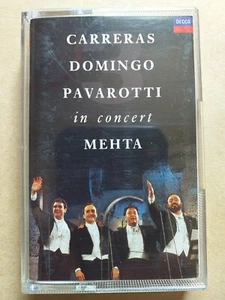 DECCA
CARRERAS
DOMINGO
PAVAROTTI
in concert
MEHTA